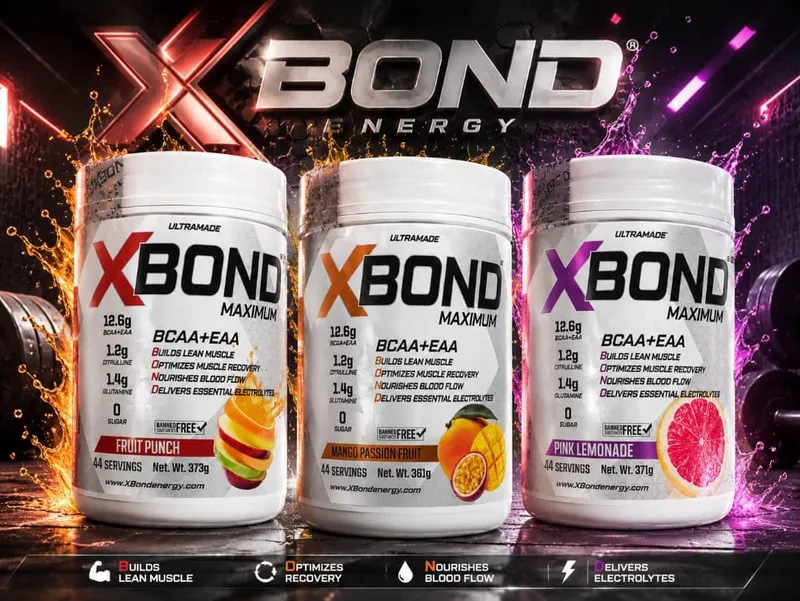 XBOND®
ENERGY
ULTRAMADE
XBOND
MAXIMUM
12.6g
BCAA+EAA
1.2g
CITRULLINE
1.4g
GLUTAMINE
0
SUGAR
BCAA+EAA
BUILDS LEAN MUSCLE
OPTIMIZES MUSCLE RECOVERY
NOURISHES BLOOD FLOW
DELIVERS ESSENTIAL ELECTROLYTES
BANNED SUBSTANCES FREE
FRUIT PUNCH
44 SERVINGS Net. Wt. 373g
www.XBondenergy.com
ULTRAMADE
XBOND
MAXIMUM
12.6g
BCAA+EAA
1.2g
CITRULLINE
1.4g
GLUTAMINE
0
SUGAR
BCAA+EAA
BUILDS LEAN MUSCLE
OPTIMIZES MUSCLE RECOVERY
NOURISHES BLOOD FLOW
DELIVERS ESSENTIAL ELECTROLYTES
BANNED SUBSTANCES FREE
MANGO PASSION FRUIT
44 SERVINGS Net. Wt. 361g
www.XBondenergy.com
ULTRAMADE
XBOND
MAXIMUM
12.6g
BCAA+EAA
1.2g
CITRULLINE
1.4g
GLUTAMINE
0
SUGAR
BCAA+EAA
BUILDS LEAN MUSCLE
OPTIMIZES MUSCLE RECOVERY
NOURISHES BLOOD FLOW
DELIVERS ESSENTIAL ELECTROLYTES
BANNED SUBSTANCES FREE
PINK LEMONADE
44 SERVINGS Net. Wt. 371g
www.XBondenergy.com
BUILDS
LEAN MUSCLE
OPTIMIZES
RECOVERY
NOURISHES
BLOOD FLOW
DELIVERS
ELECTROLYTES